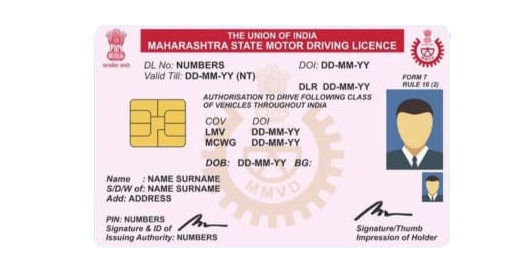 THE UNION OF INDIA
MAHARASHTRA STATE MOTOR DRIVING LICENCE
DL No: NUMBERS DOI: DD-MM-YY
Valid Till: DD-MM-YY (NT)
FORM 7
RULE 16 (2)
DLR DD-MM-YY
AUTHORISATION TO DRIVE FOLLOWING CLASS
OF VEHICLES THROUGHOUT INDIA
COV DOI
LMV DD-MM-YY
MCWG DD-MM-YY
DOB: DD-MM-YY BG:
MMVD
Name : NAME SURNAME
S/D/W of: NAME SURNAME
Add: ADDRESS
PIN: NUMBERS
Signature & ID of
Issuing Authority: NUMBERS
Signature/Thumb
Impression of Holder